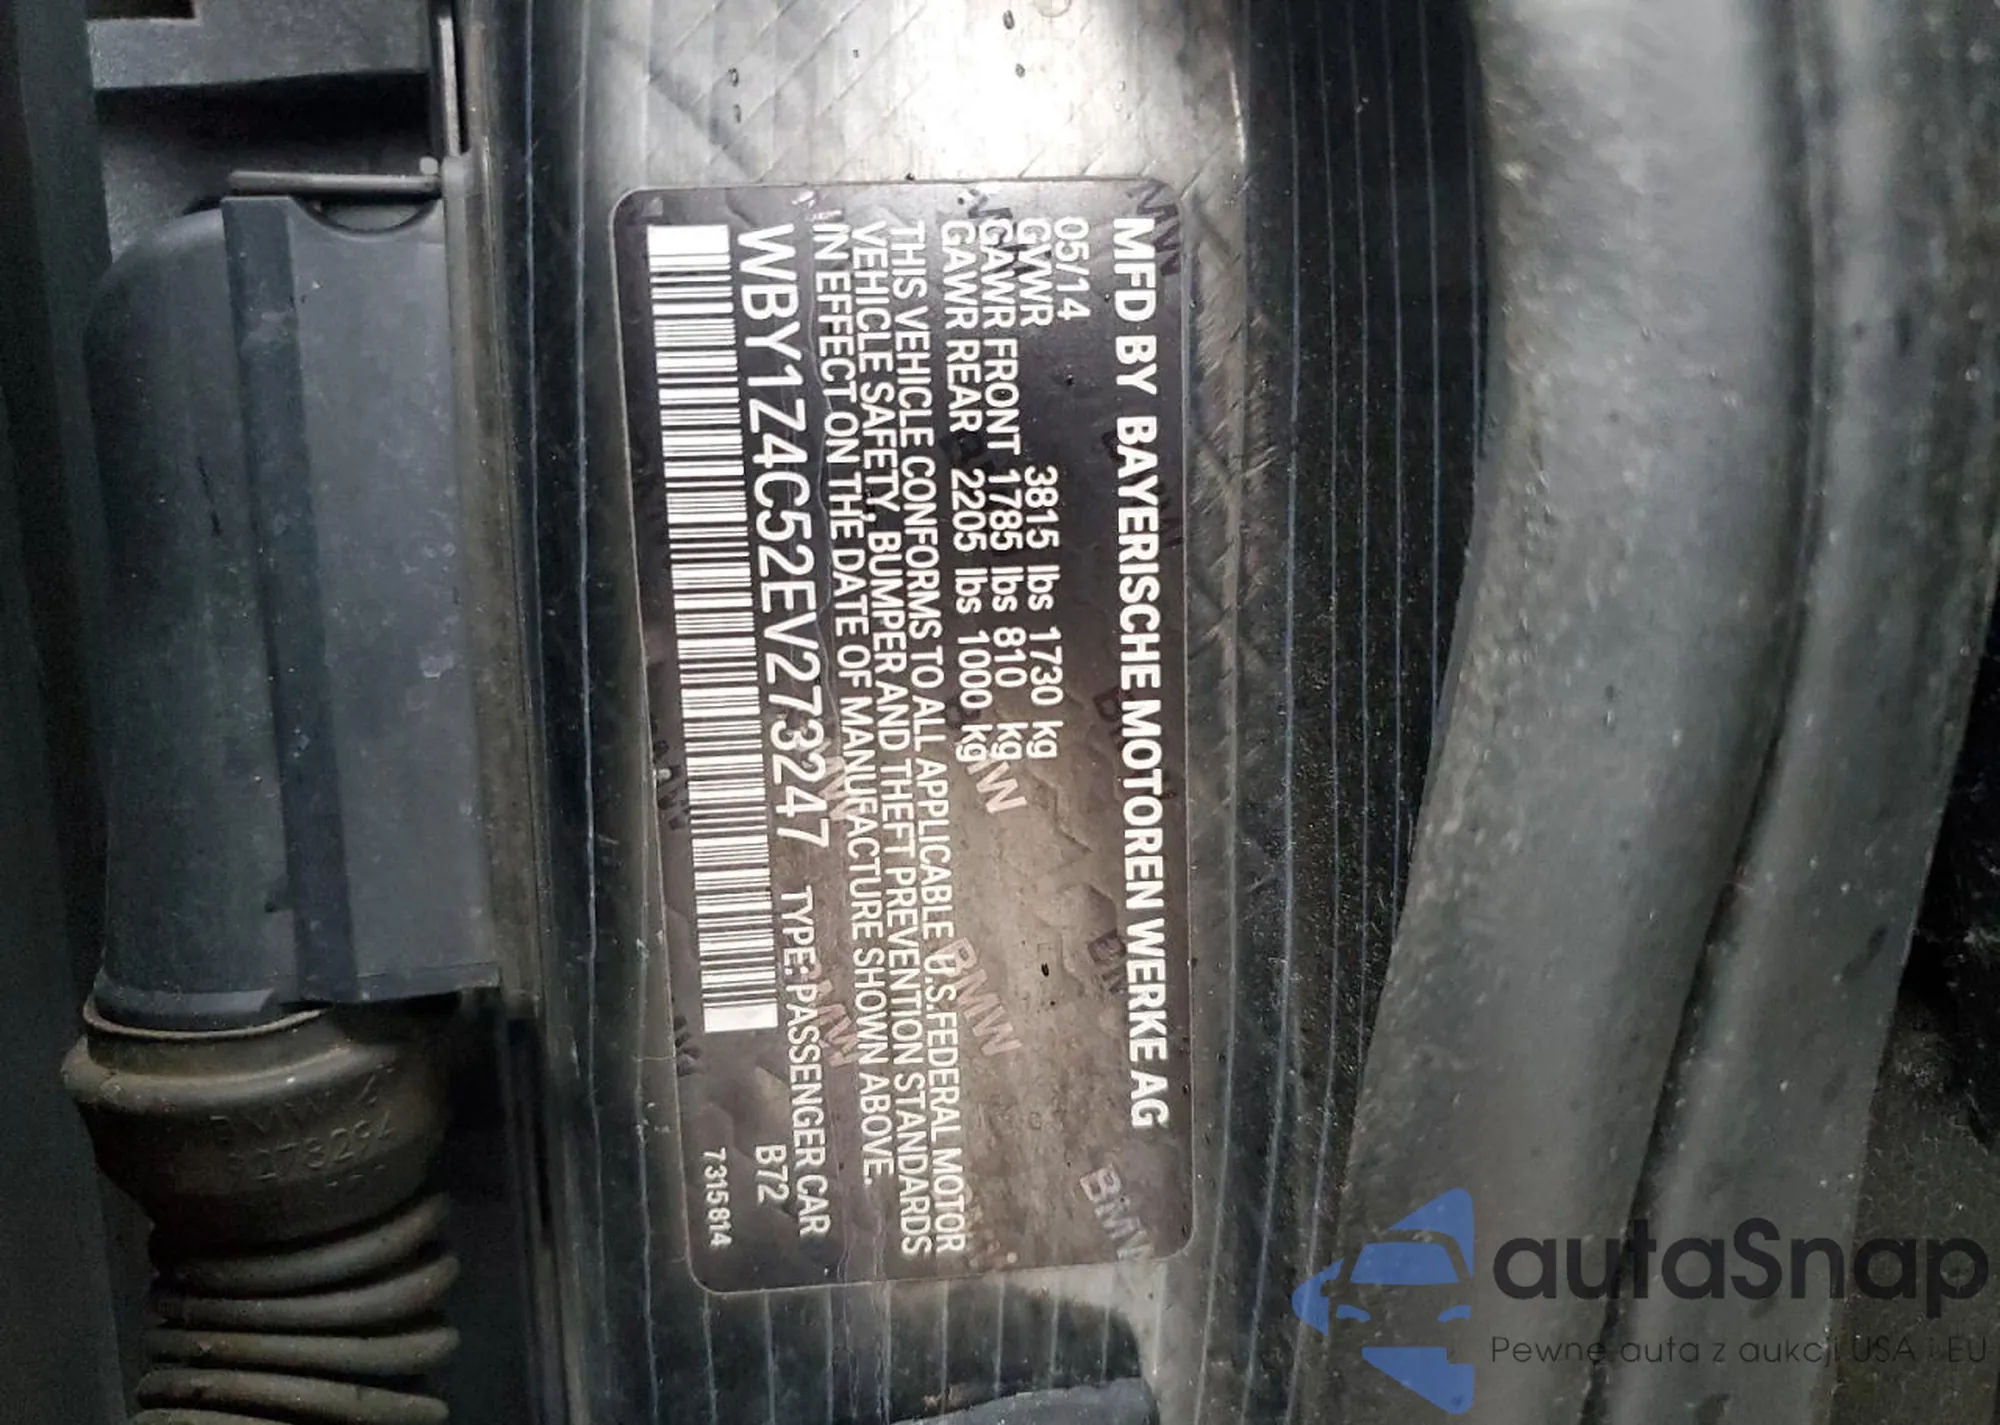 MFD BY BAYERISCHE MOTOREN WERKE AG
05/14
GVWR 3815 lbs 1730 kg
GAWR FRONT 1785 lbs 810 kg
GAWR REAR 2205 lbs 1000 kg
THIS VEHICLE CONFORMS TO ALL APPLICABLE U.S.FEDERAL MOTOR
VEHICLE SAFETY, BUMPER AND THEFT PREVENTION STANDARDS
IN EFFECT ON THE DATE OF MANUFACTURE SHOWN ABOVE.
WBY1Z4C52EV273247 TYPE: PASSENGER CAR
B72
7315814
BMW
autaSnap
Pewne auta z aukcji USA i EU